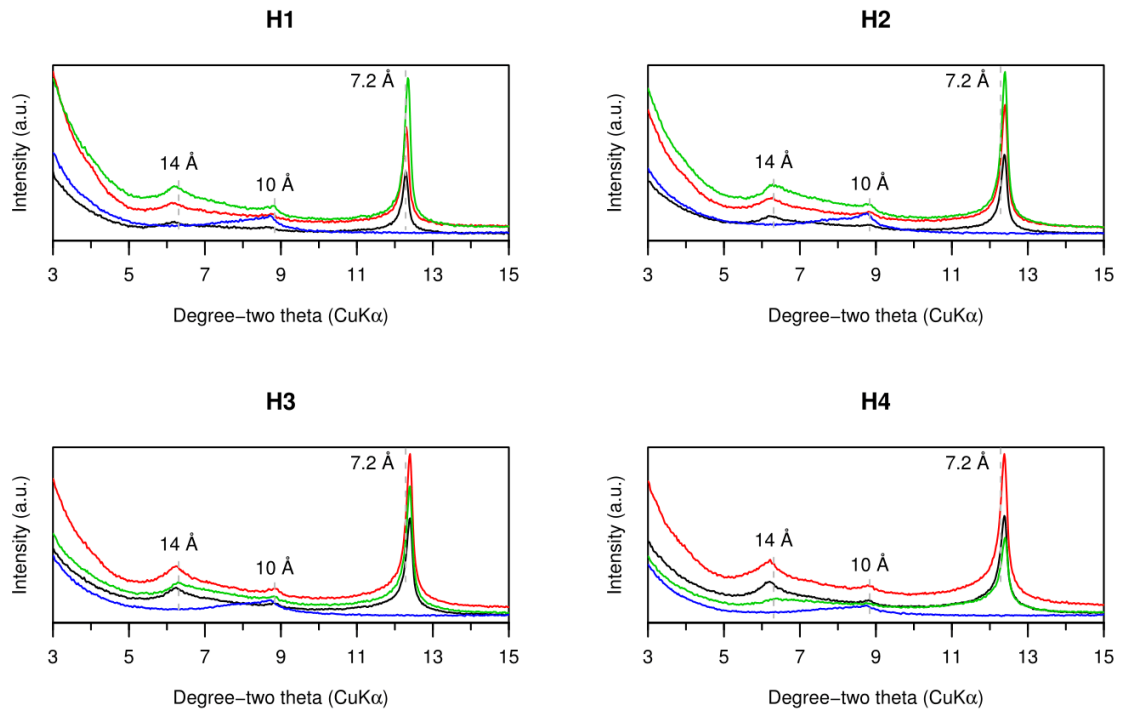 H1
7.2 Å
14 Å
10 Å
Intensity (a.u.)
3 5 7 9 11 13 15
Degree−two theta (CuKα)
H2
7.2 Å
14 Å
10 Å
Intensity (a.u.)
3 5 7 9 11 13 15
Degree−two theta (CuKα)
H3
7.2 Å
14 Å
10 Å
Intensity (a.u.)
3 5 7 9 11 13 15
Degree−two theta (CuKα)
H4
7.2 Å
14 Å
10 Å
Intensity (a.u.)
3 5 7 9 11 13 15
Degree−two theta (CuKα)